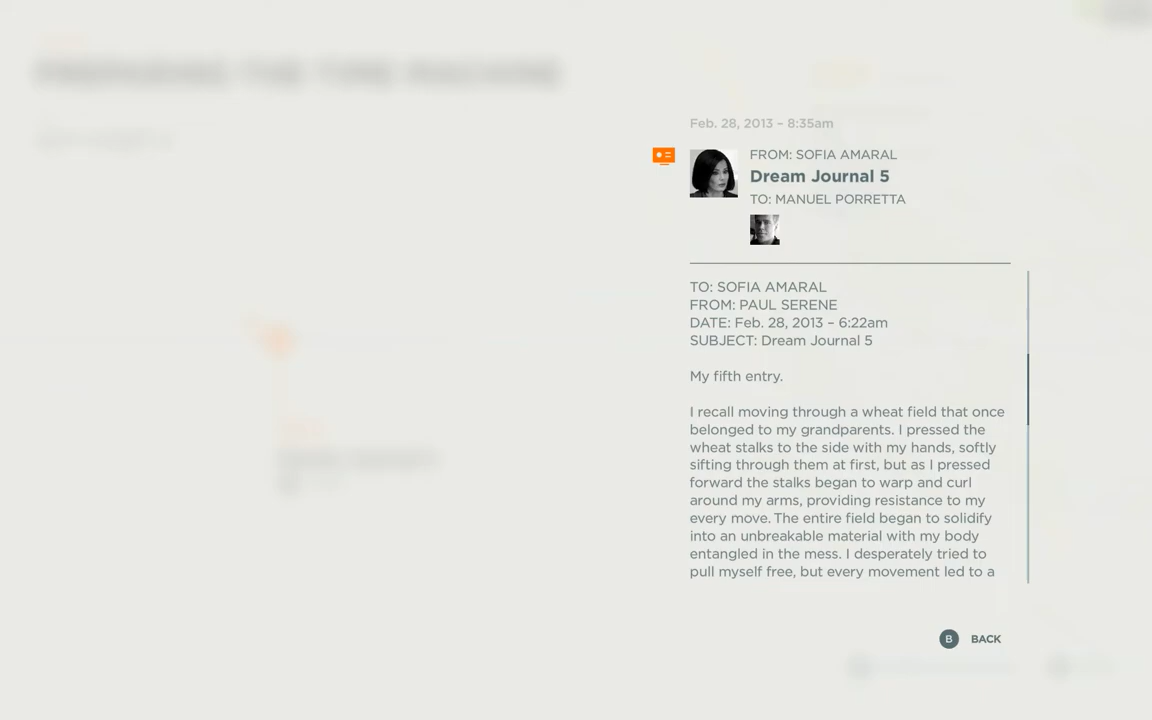 PREPARING THE TIME MACHINE
Feb. 28, 2013 – 8:35am
FROM: SOFIA AMARAL
Dream Journal 5
TO: MANUEL PORRETTA
TO: SOFIA AMARAL
FROM: PAUL SERENE
DATE: Feb. 28, 2013 – 6:22am
SUBJECT: Dream Journal 5
My fifth entry.
I recall moving through a wheat field that once
belonged to my grandparents. I pressed the
wheat stalks to the side with my hands, softly
sifting through them at first, but as I pressed
forward the stalks began to warp and curl
around my arms, providing resistance to my
every move. The entire field began to solidify
into an unbreakable material with my body
entangled in the mess. I desperately tried to
pull myself free, but every movement led to a
B BACK